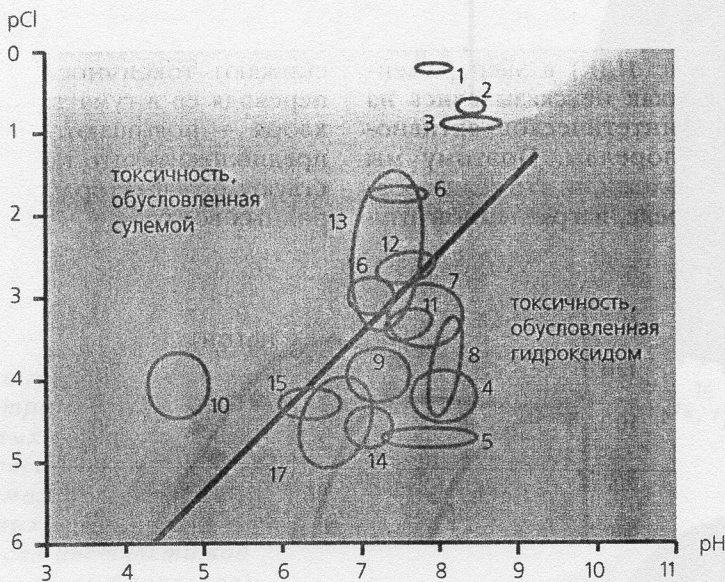 pCl
0
1
2
3
4
5
6
3 4 5 6 7 8 9 10 11
pH
токсичность,
обусловленная
сулемой
токсичность,
обусловленная
гидроксидом
1
2
3
6
13
12
6
7
11
8
9
4
10
15
5
14
17